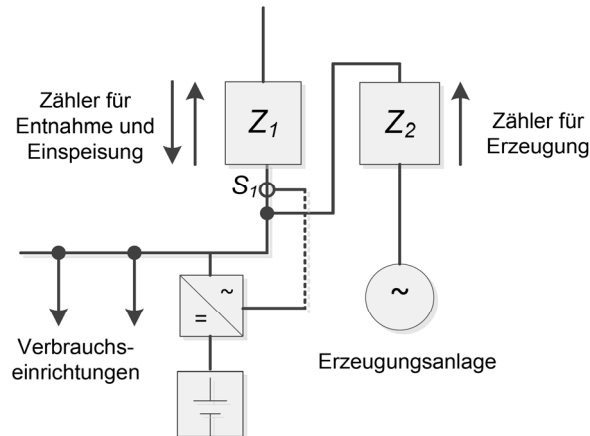 Zähler für
Entnahme und
Einspeisung
Z1
Z2
Zähler für
Erzeugung
S1
~
=
~
Verbrauchs-
einrichtungen
Erzeugungsanlage